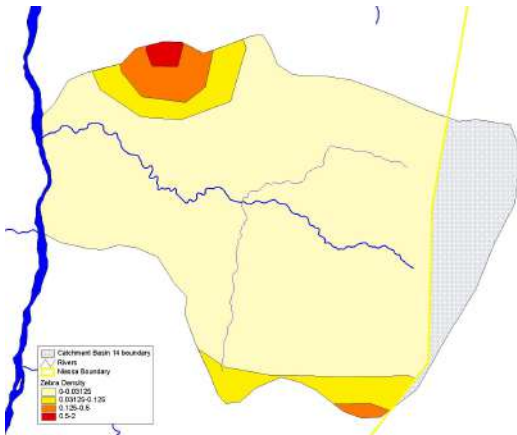 Catchment Basin 14 boundary
Rivers
Niassa Boundary
Zebra Density
0-0.03125
0.03125-0.125
0.125-0.5
0.5-2